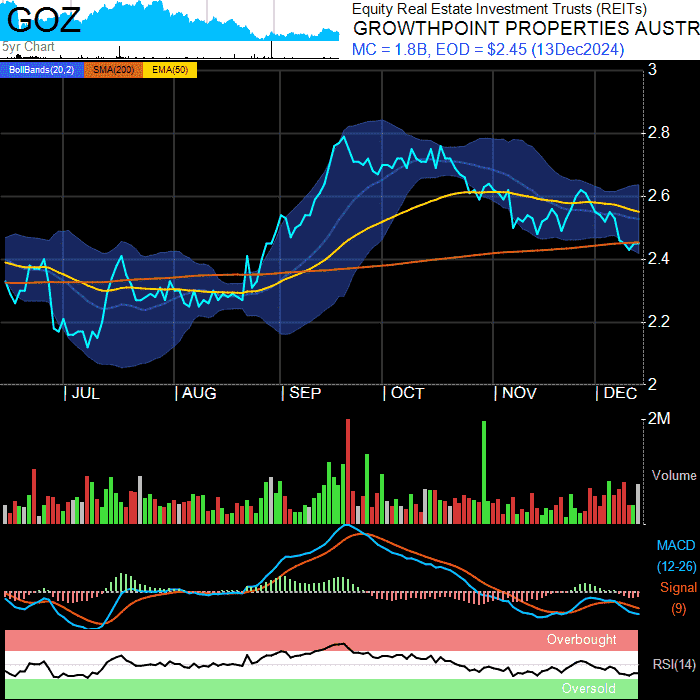 GOZ
5yr Chart
Equity Real Estate Investment Trusts (REITs)
GROWTHPOINT PROPERTIES AUSTR
MC = 1.8B, EOD = $2.45 (13Dec2024)
BollBands(20,2) SMA(200) EMA(50)
3
2.8
2.6
2.4
2.2
2
JUL AUG SEP OCT NOV DEC
2M
Volume
MACD
(12-26)
Signal
(9)
Overbought
RSI(14)
Oversold